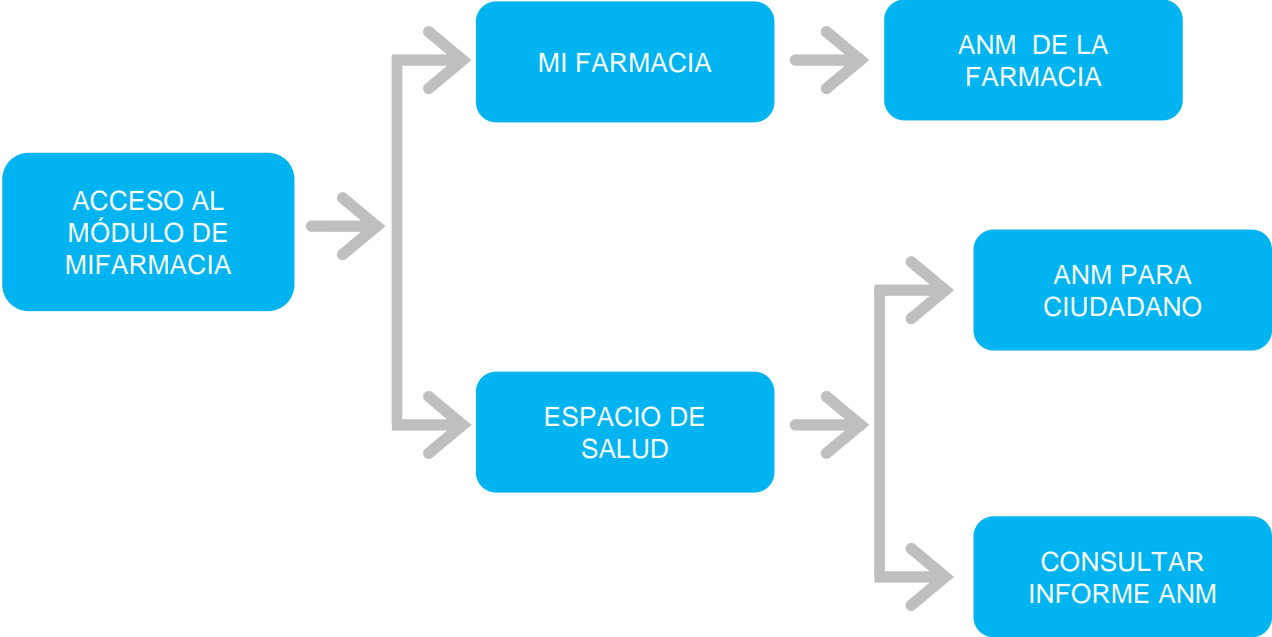 MI FARMACIA
ANM DE LA
FARMACIA
ACCESO AL
MÓDULO DE
MIFARMACIA
ANM PARA
CIUDADANO
ESPACIO DE
SALUD
CONSULTAR
INFORME ANM